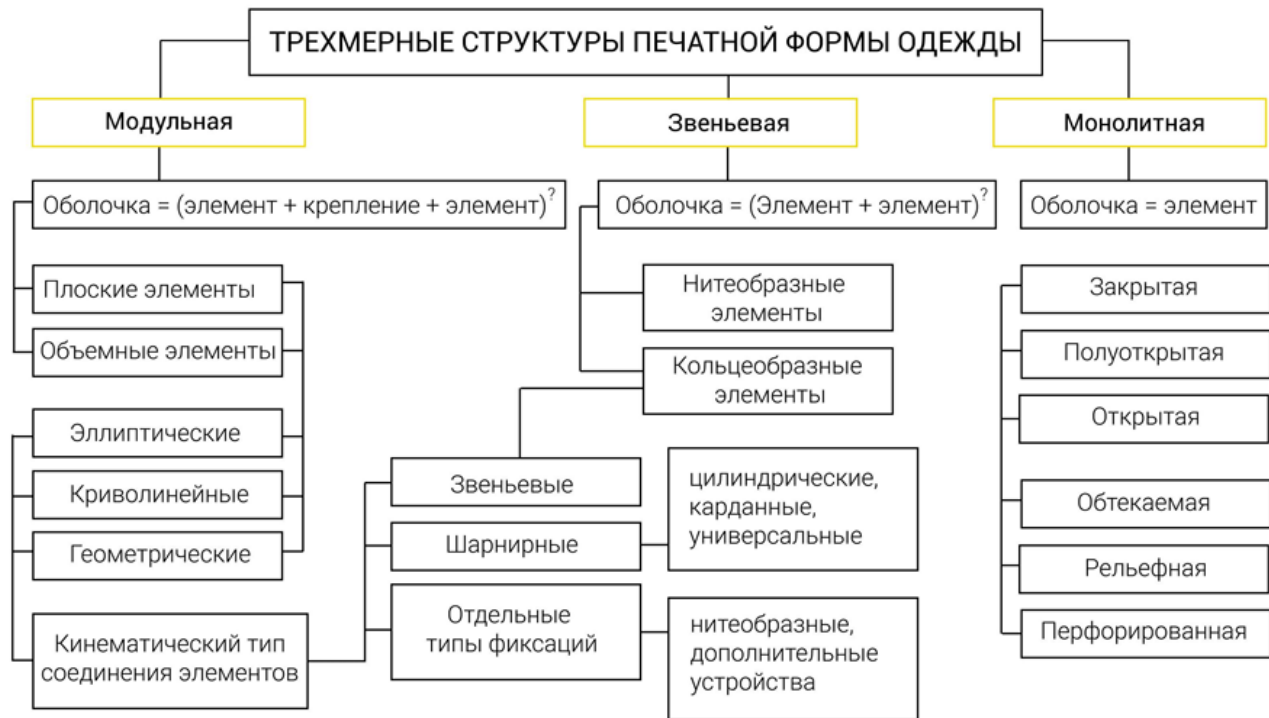 ТРЕХМЕРНЫЕ СТРУКТУРЫ ПЕЧАТНОЙ ФОРМЫ ОДЕЖДЫ
Модульная
Оболочка = (элемент + крепление + элемент)?
Плоские элементы
Объемные элементы
Эллиптические
Криволинейные
Геометрические
Кинематический тип
соединения элементов
Звеньевая
Оболочка = (Элемент + элемент)?
Нитеобразные
элементы
Кольцеобразные
элементы
Звеньевые
Шарнирные
цилиндрические,
карданные,
универсальные
Отдельные
типы фиксаций
нитеобразные,
дополнительные
устройства
Монолитная
Оболочка = элемент
Закрытая
Полуоткрытая
Открытая
Обтекаемая
Рельефная
Перфорированная